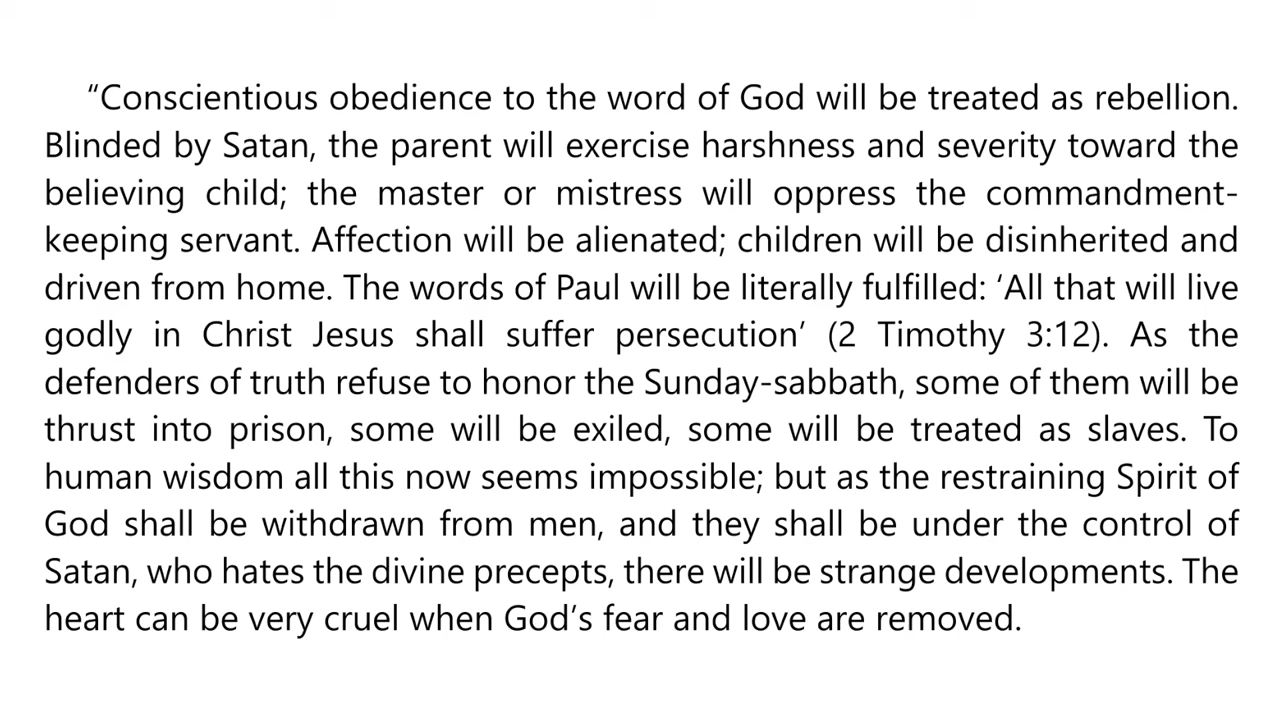 “Conscientious obedience to the word of God will be treated as rebellion.
Blinded by Satan, the parent will exercise harshness and severity toward the
believing child; the master or mistress will oppress the commandment-
keeping servant. Affection will be alienated; children will be disinherited and
driven from home. The words of Paul will be literally fulfilled: ‘All that will live
godly in Christ Jesus shall suffer persecution’ (2 Timothy 3:12). As the
defenders of truth refuse to honor the Sunday-sabbath, some of them will be
thrust into prison, some will be exiled, some will be treated as slaves. To
human wisdom all this now seems impossible; but as the restraining Spirit of
God shall be withdrawn from men, and they shall be under the control of
Satan, who hates the divine precepts, there will be strange developments. The
heart can be very cruel when God’s fear and love are removed.